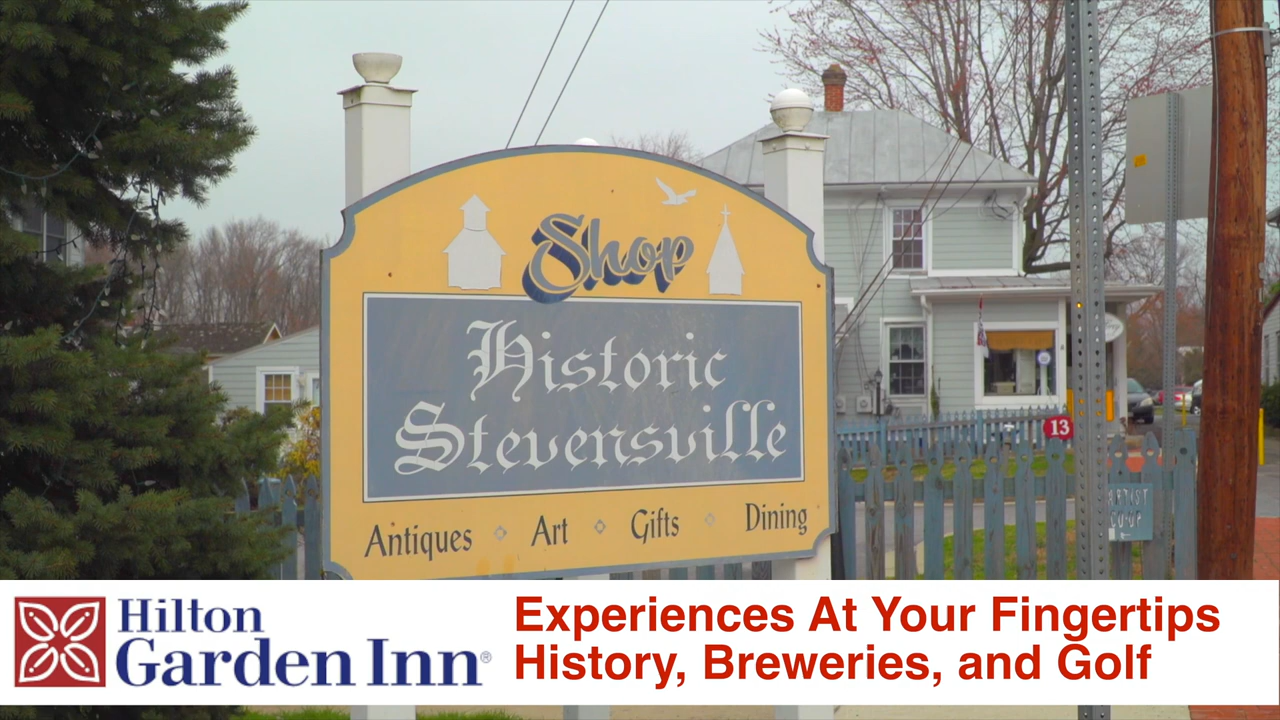 Shop
Historic
Stevensville
Antiques Art Gifts Dining
13
ARTIST
CO-OP
Hilton
Garden Inn®
Experiences At Your Fingertips
History, Breweries, and Golf